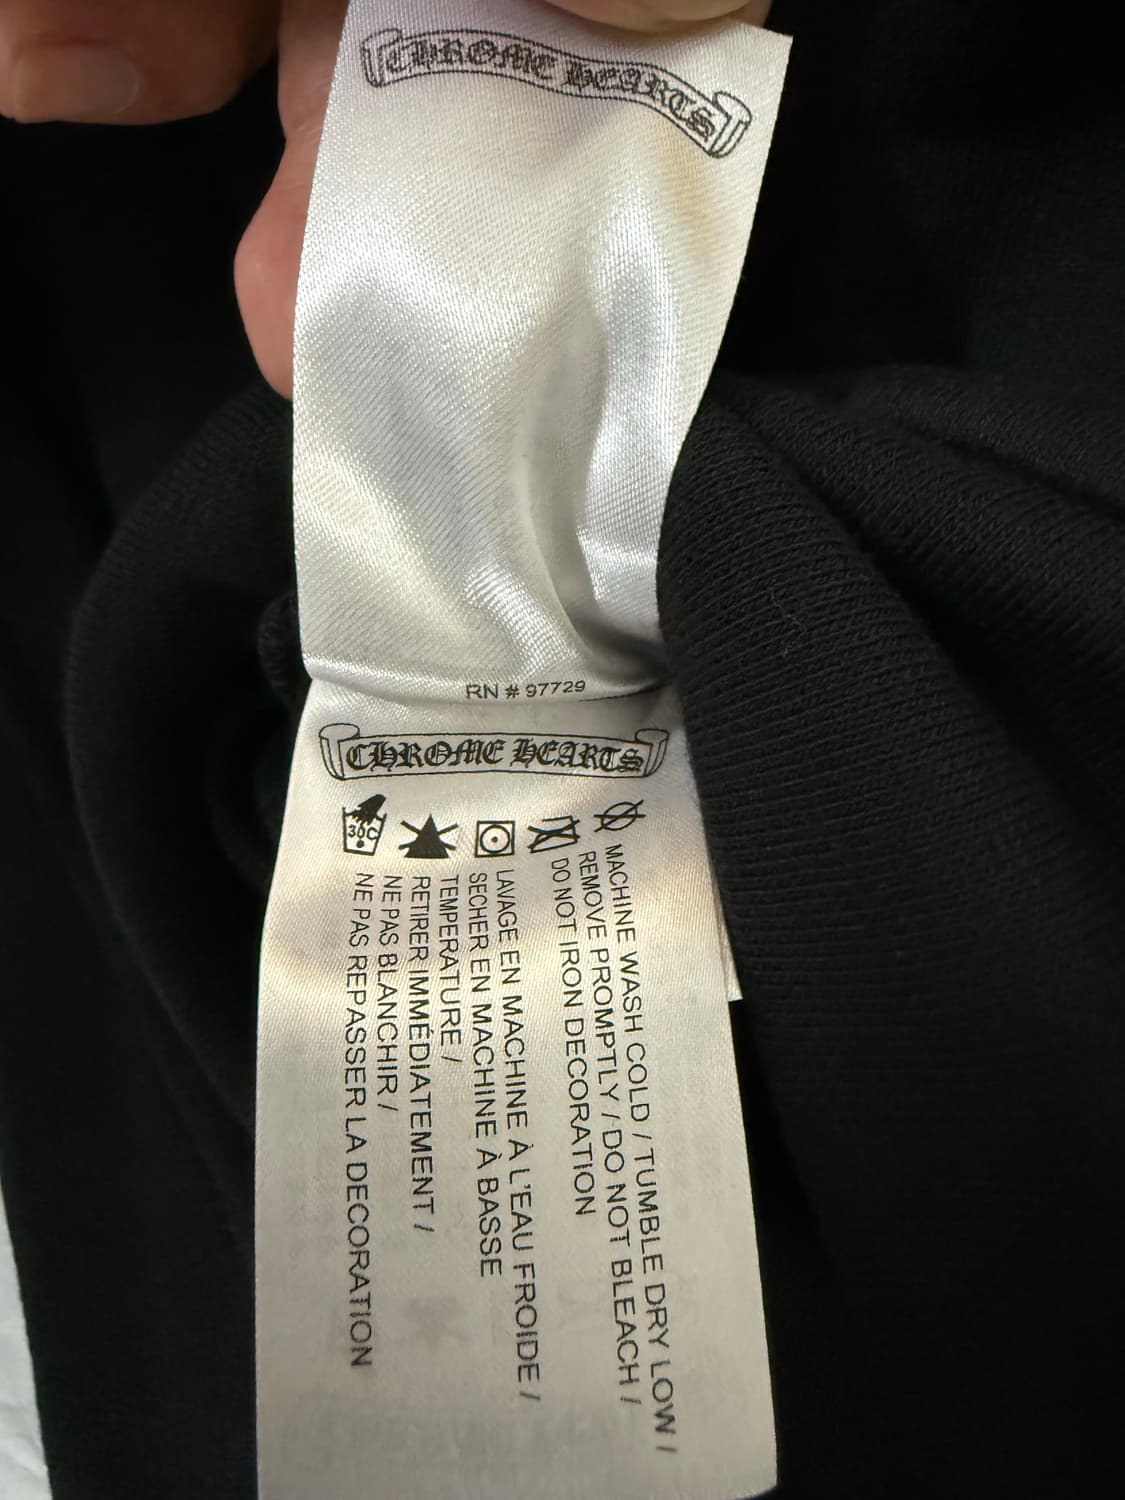 CHROME HEARTS
RN # 97729
CHROME HEARTS
30C
MACHINE WASH COLD / TUMBLE DRY LOW /
REMOVE PROMPTLY / DO NOT BLEACH /
DO NOT IRON DECORATION
LAVAGE EN MACHINE À L'EAU FROIDE /
SECHER EN MACHINE À BASSE
TEMPERATURE /
RETIRER IMMÉDIATEMENT /
NE PAS BLANCHIR /
NE PAS REPASSER LA DECORATION